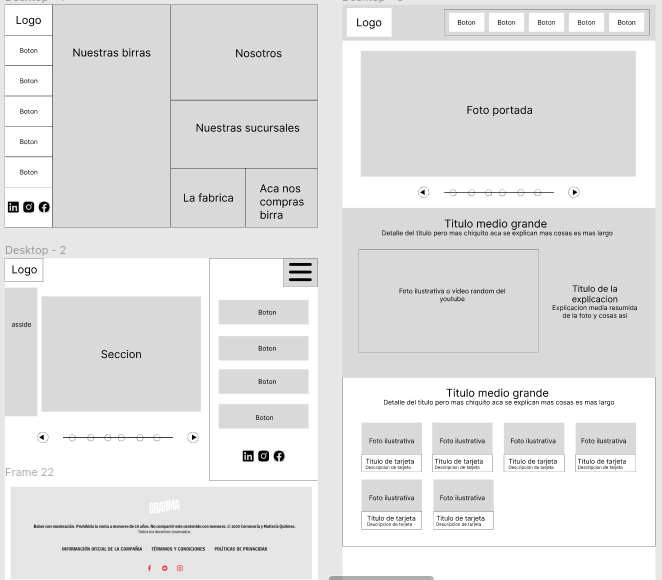 Logo
Boton
Boton
Boton
Boton
Boton
Nuestras birras
Nosotros
Nuestras sucursales
La fabrica
Aca nos
compras
birra
Desktop - 2
Logo
asside
Seccion
Boton
Boton
Boton
Boton
Frame 22
BRAHMA
Beber con moderación. Prohibida la venta a menores de 18 años. No compartir este contenido con menores. © 2020 Cervecería y Maltería Quilmes.
Todos los derechos reservados.
INFORMACIÓN OFICIAL DE LA COMPAÑÍA TÉRMINOS Y CONDICIONES POLÍTICAS DE PRIVACIDAD
Logo
Boton Boton Boton Boton Boton
Foto portada
Titulo medio grande
Detalle del titulo pero mas chiquito aca se explican mas cosas es mas largo
Foto ilustrativa o video random del
youtube
Titulo de la
explicacion
Explicacion media resumida
de la foto y cosas asi
Titulo medio grande
Detalle del titulo pero mas chiquito aca se explican mas cosas es mas largo
Foto ilustrativa Foto ilustrativa Foto ilustrativa Foto ilustrativa
Titulo de tarjeta Titulo de tarjeta Titulo de tarjeta Titulo de tarjeta
Descripcion de tarjeta Descripcion de tarjeta Descripcion de tarjeta Descripcion de tarjeta
Foto ilustrativa Foto ilustrativa
Titulo de tarjeta Titulo de tarjeta
Descripcion de tarjeta Descripcion de tarjeta